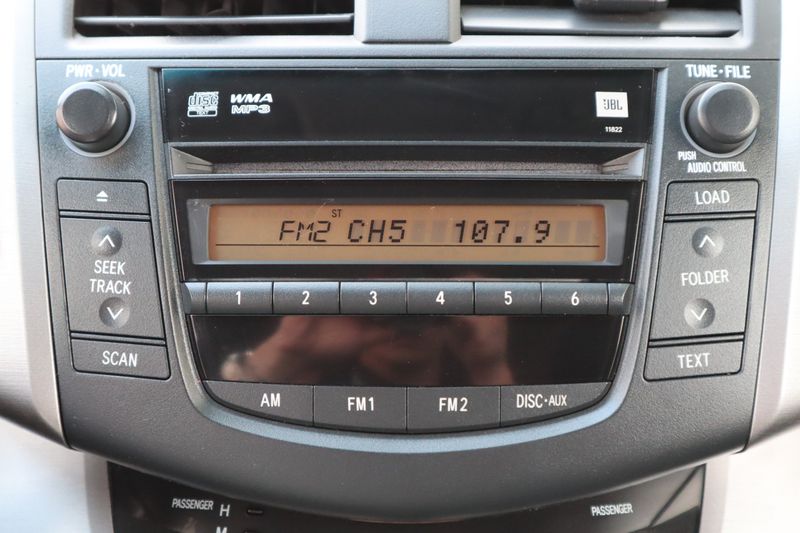 PWR·VOL
disc
TEXT
WMA
MP3
JBL
11822
TUNE·FILE
PUSH
AUDIO CONTROL
ST
FM2 CH5 107.9
SEEK
TRACK
SCAN
LOAD
FOLDER
TEXT
1 2 3 4 5 6
AM FM1 FM2 DISC·AUX
PASSENGER H
M
PASSENGER